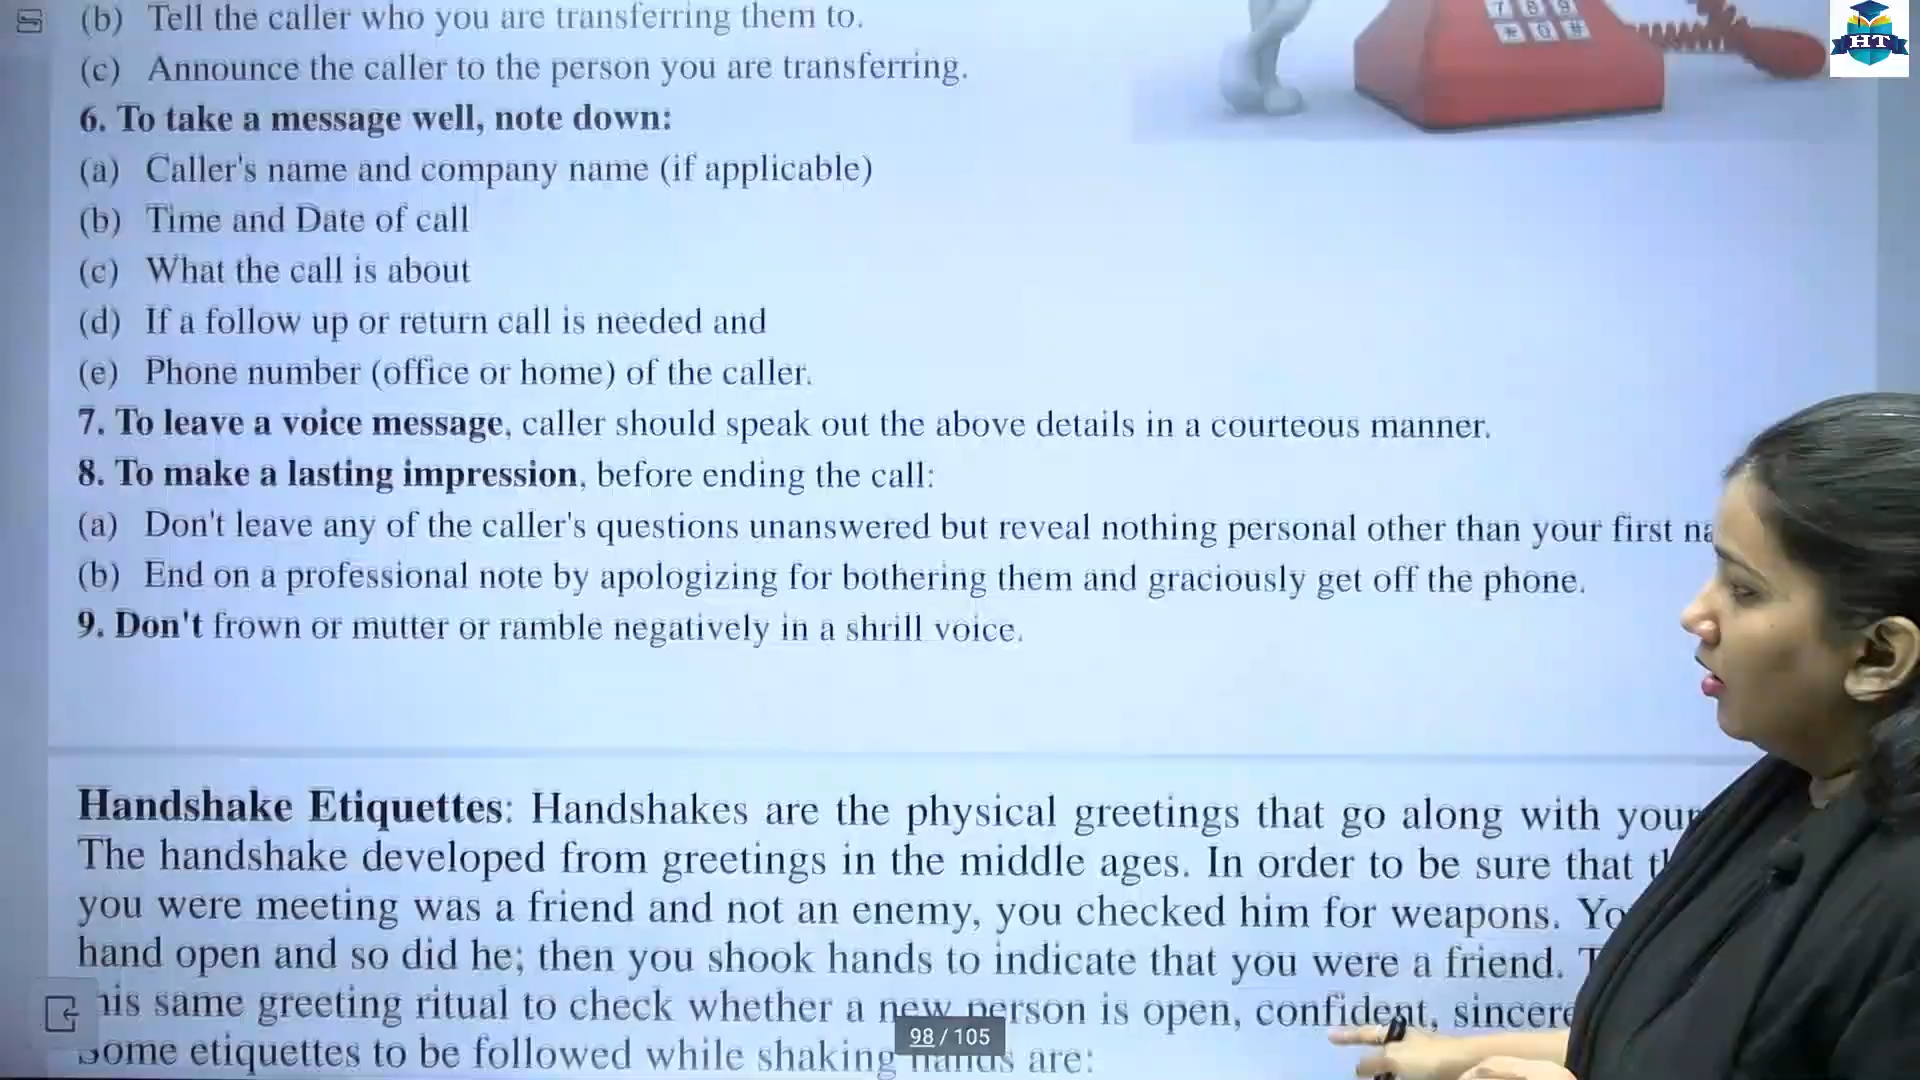 (b) Tell the caller who you are transferring them to.
(c) Announce the caller to the person you are transferring.
6. To take a message well, note down:
(a) Caller's name and company name (if applicable)
(b) Time and Date of call
(c) What the call is about
(d) If a follow up or return call is needed and
(e) Phone number (office or home) of the caller.
7. To leave a voice message, caller should speak out the above details in a courteous manner.
8. To make a lasting impression, before ending the call:
(a) Don't leave any of the caller's questions unanswered but reveal nothing personal other than your first
(b) End on a professional note by apologizing for bothering them and graciously get off the phone.
9. Don't frown or mutter or ramble negatively in a shrill voice.
Handshake Etiquettes: Handshakes are the physical greetings that go along with your
The handshake developed from greetings in the middle ages. In order to be sure that
you were meeting was a friend and not an enemy, you checked him for weapons.
hand open and so did he; then you shook hands to indicate that you were a friend.
same greeting ritual to check whether a new person is open, confident, sincere
Some etiquettes to be followed while shaking hands are:
98 / 105
7 8 9
* 0 #
HT